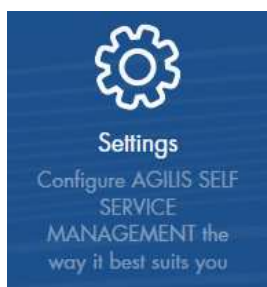 Settings
Configure AGILIS SELF
SERVICE
MANAGEMENT the
way it best suits you